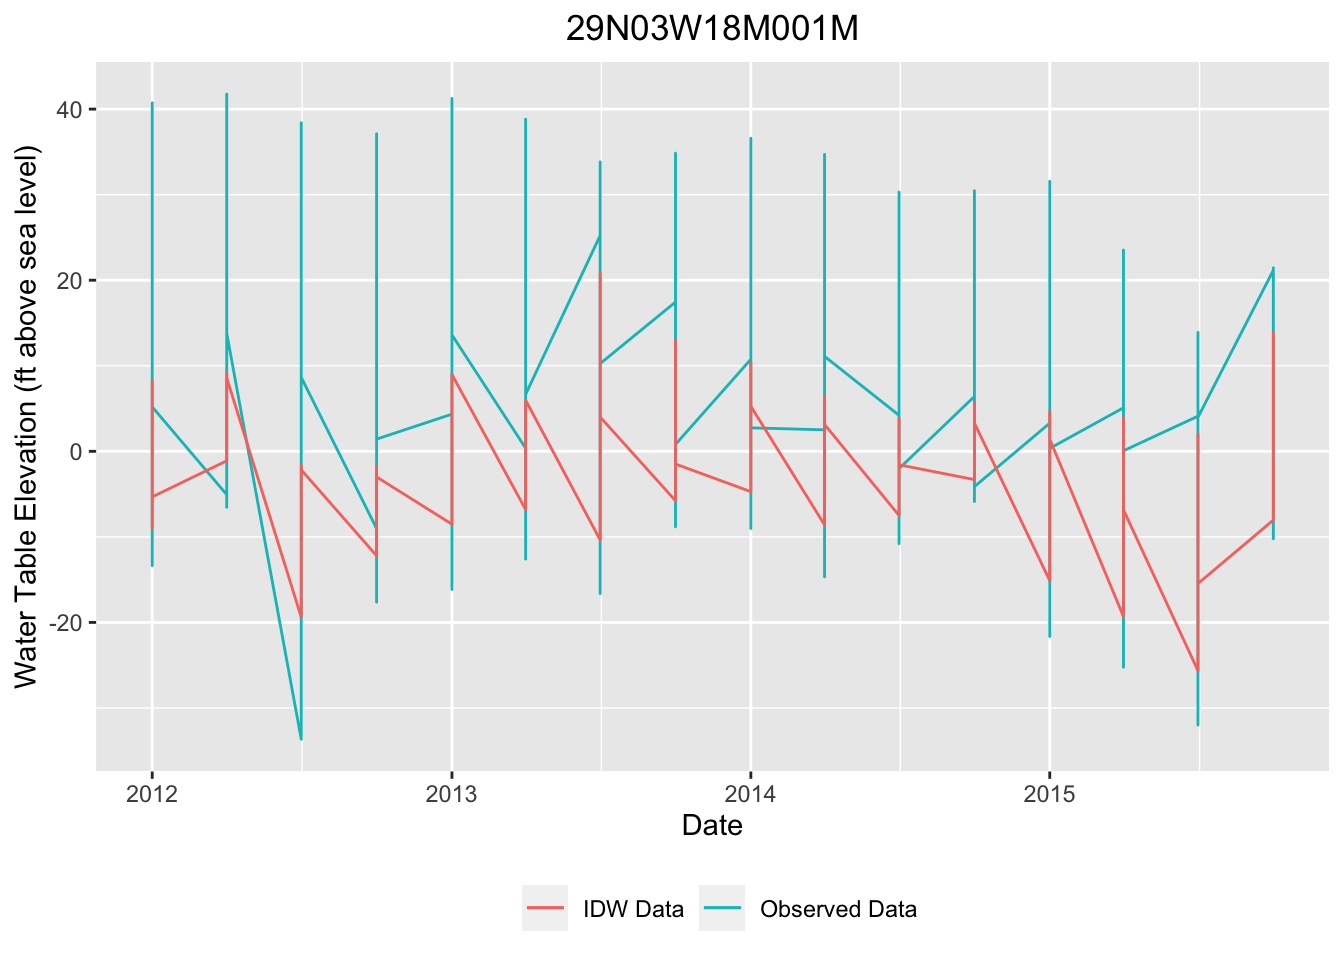 29N03W18M001M
Water Table Elevation (ft above sea level)
40
20
0
-20
2012 2013 2014 2015
Date
IDW Data Observed Data